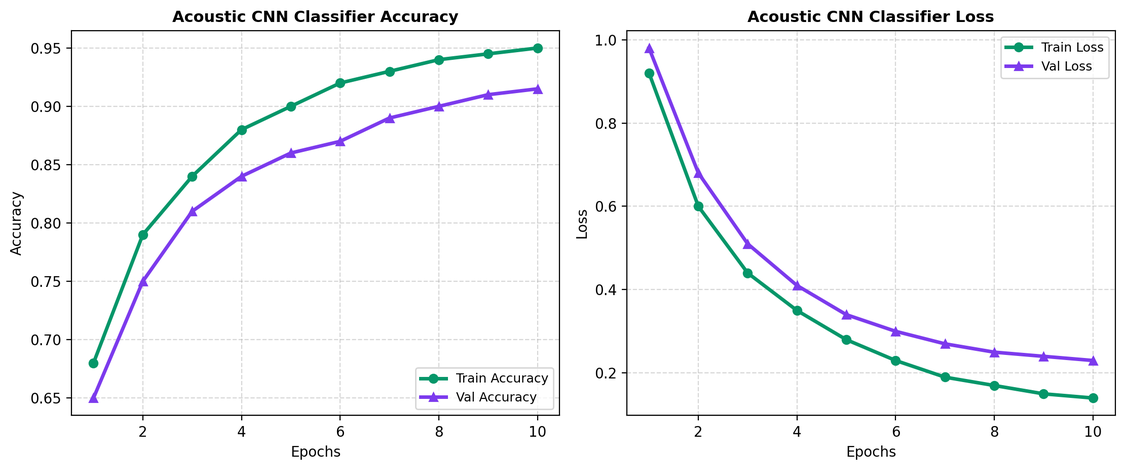 Acoustic CNN Classifier Accuracy
0.95
0.90
0.85
0.80
0.75
0.70
0.65
Accuracy
2 4 6 8 10
Epochs
Train Accuracy
Val Accuracy
Acoustic CNN Classifier Loss
1.0
0.8
0.6
0.4
0.2
Loss
2 4 6 8 10
Epochs
Train Loss
Val Loss